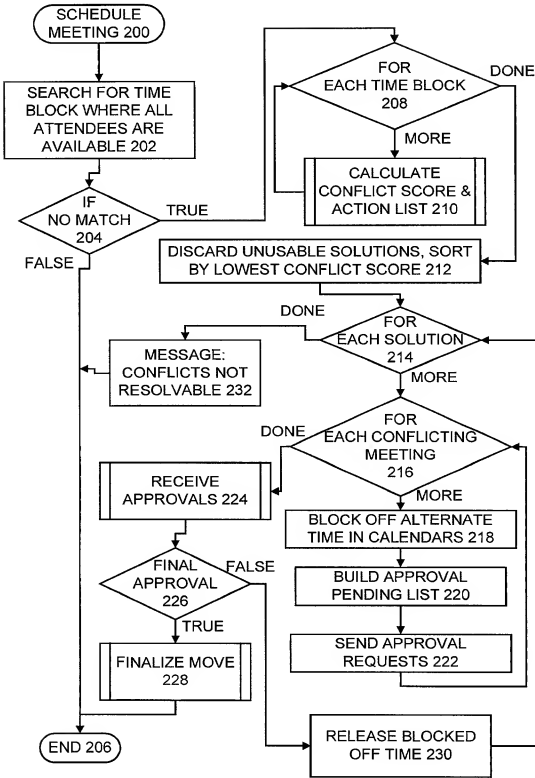 SCHEDULE
MEETING 200
SEARCH FOR TIME
BLOCK WHERE ALL
ATTENDEES ARE
AVAILABLE 202
IF
NO MATCH
204
TRUE
FALSE
FOR
EACH TIME BLOCK
208
DONE
MORE
CALCULATE
CONFLICT SCORE &
ACTION LIST 210
DISCARD UNUSABLE SOLUTIONS, SORT
BY LOWEST CONFLICT SCORE 212
DONE
FOR
EACH SOLUTION
214
MORE
MESSAGE:
CONFLICTS NOT
RESOLVABLE 232
FOR
EACH CONFLICTING
MEETING
216
DONE
MORE
RECEIVE
APPROVALS 224
BLOCK OFF ALTERNATE
TIME IN CALENDARS 218
FINAL
APPROVAL
226
FALSE
TRUE
BUILD APPROVAL
PENDING LIST 220
SEND APPROVAL
REQUESTS 222
FINALIZE MOVE
228
END 206
RELEASE BLOCKED
OFF TIME 230